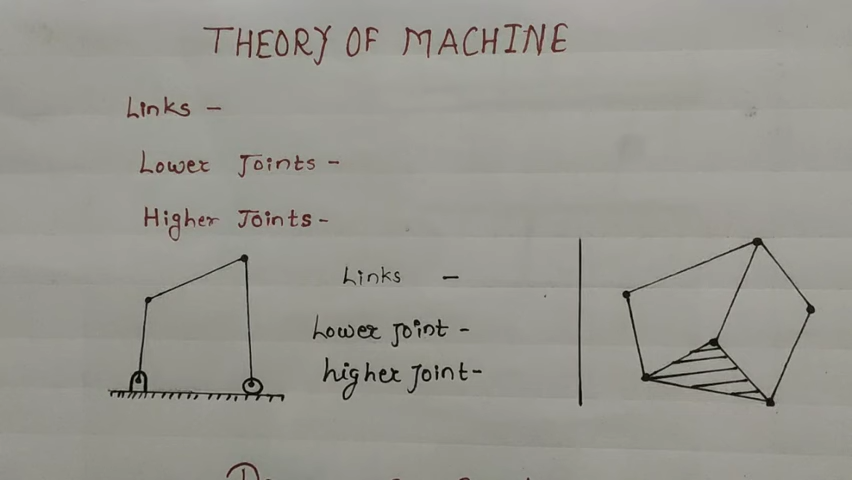 THEORY OF MACHINE
Links -
Lower Joints -
Higher Joints -
Links -
Lower joint -
higher joint -